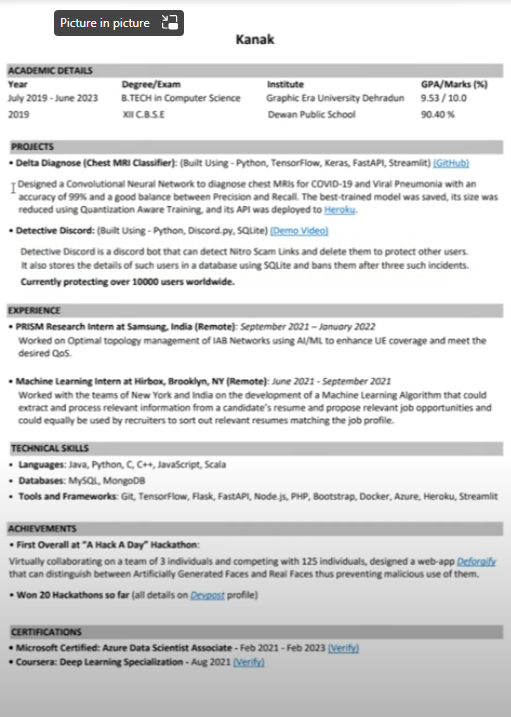 Picture in picture
Kanak
ACADEMIC DETAILS
Year Degree/Exam Institute GPA/Marks (%)
July 2019 - June 2023 B.TECH in Computer Science Graphic Era University Dehradun 9.53 / 10.0
2019 XII C.B.S.E Dewan Public School 90.40 %
PROJECTS
• Delta Diagnose (Chest MRI Classifier): (Built Using - Python, TensorFlow, Keras, FastAPI, Streamlit) (GitHub)
Designed a Convolutional Neural Network to diagnose chest MRIs for COVID-19 and Viral Pneumonia with an
accuracy of 99% and a good balance between Precision and Recall. The best-trained model was saved, its size was
reduced using Quantization Aware Training, and its API was deployed to Heroku.
• Detective Discord: (Built Using - Python, Discord.py, SQLite) (Demo Video)
Detective Discord is a discord bot that can detect Nitro Scam Links and delete them to protect other users.
It also stores the details of such users in a database using SQLite and bans them after three such incidents.
Currently protecting over 10000 users worldwide.
EXPERIENCE
• PRISM Research Intern at Samsung, India (Remote): September 2021 – January 2022
Worked on Optimal topology management of IAB Networks using AI/ML to enhance UE coverage and meet the
desired QoS.
• Machine Learning Intern at Hirbox, Brooklyn, NY (Remote): June 2021 - September 2021
Worked with the teams of New York and India on the development of a Machine Learning Algorithm that could
extract and process relevant information from a candidate's resume and propose relevant job opportunities and
could equally be used by recruiters to sort out relevant resumes matching the job profile.
TECHNICAL SKILLS
• Languages: Java, Python, C, C++, JavaScript, Scala
• Databases: MySQL, MongoDB
• Tools and Frameworks: Git, TensorFlow, Flask, FastAPI, Node.js, PHP, Bootstrap, Docker, Azure, Heroku, Streamlit
ACHIEVEMENTS
• First Overall at "A Hack A Day" Hackathon:
Virtually collaborating on a team of 3 individuals and competing with 125 individuals, designed a web-app Deforgify
that can distinguish between Artificially Generated Faces and Real Faces thus preventing malicious use of them.
• Won 20 Hackathons so far (all details on Devpost profile)
CERTIFICATIONS
• Microsoft Certified: Azure Data Scientist Associate - Feb 2021 - Feb 2023 (Verify)
• Coursera: Deep Learning Specialization - Aug 2021 (Verify)